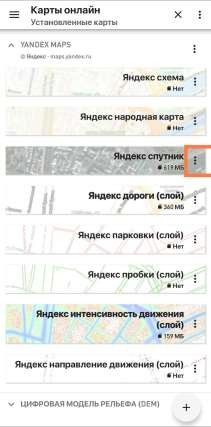 Карты онлайн
Установленные карты
YANDEX MAPS
© Яндекс - maps.yandex.ru
Яндекс схема
Нет
Яндекс народная карта
Нет
Яндекс спутник
619 МБ
Яндекс дороги (слой)
360 МБ
Яндекс парковки (слой)
Нет
Яндекс пробки (слой)
Нет
Яндекс интенсивность движения
(слой)
159 МБ
Яндекс направление движения (слой)
Нет
ЦИФРОВАЯ МОДЕЛЬ РЕЛЬЕФА (DEM)